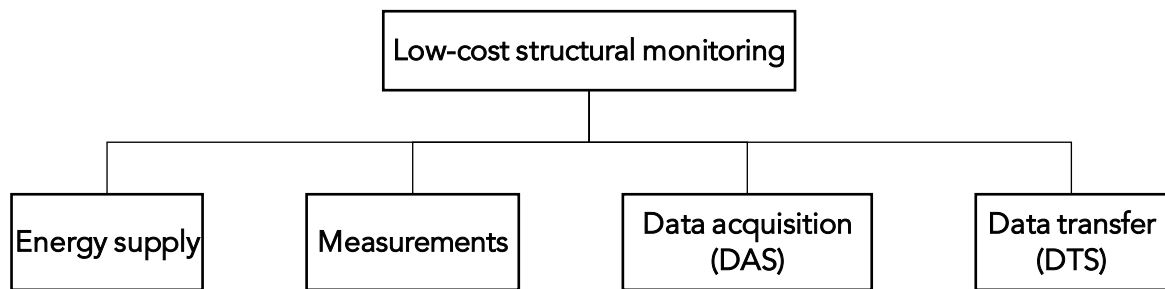 Low-cost structural monitoring
Energy supply
Measurements
Data acquisition
(DAS)
Data transfer
(DTS)